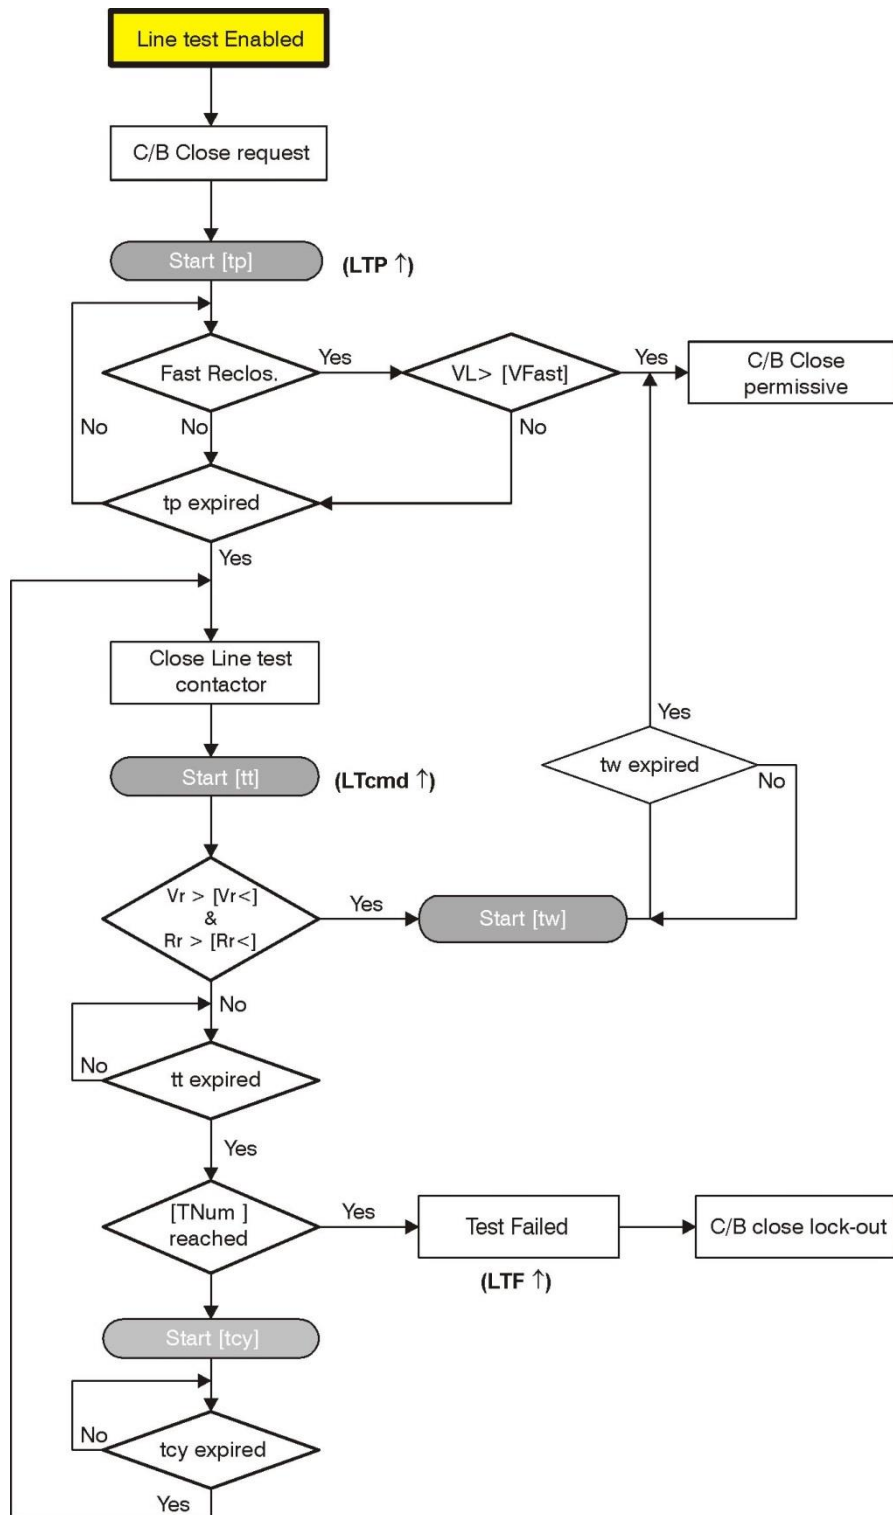 Line test Enabled
C/B Close request
Start [tp]
(LTP ↑)
Fast Reclos.
Yes
VL> [VFast]
Yes
C/B Close
permissive
No
No
No
tp expired
Yes
Close Line test
contactor
Yes
Start [tt]
(LTcmd ↑)
tw expired
No
Vr > [Vr<]
&
Rr > [Rr<]
Yes
Start [tw]
No
No
tt expired
Yes
[TNum ]
reached
Yes
Test Failed
C/B close lock-out
(LTF ↑)
Start [tcy]
No
tcy expired
Yes